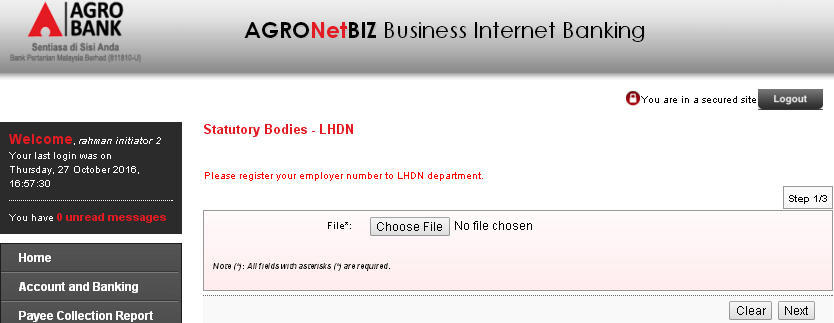 AGRO
BANK
Sentiasa di Sisi Anda
Bank Pertanian Malaysia Berhad (811810-U)
AGRONetBIZ Business Internet Banking
You are in a secured site
Logout
Welcome, rahman initiator 2
Your last login was on
Thursday, 27 October 2016,
16:57:30
You have 0 unread messages
Home
Account and Banking
Payee Collection Report
Statutory Bodies - LHDN
Please register your employer number to LHDN department.
Step 1/3
File*: Choose File No file chosen
Note (*): All fields with asterisks (*) are required.
Clear Next